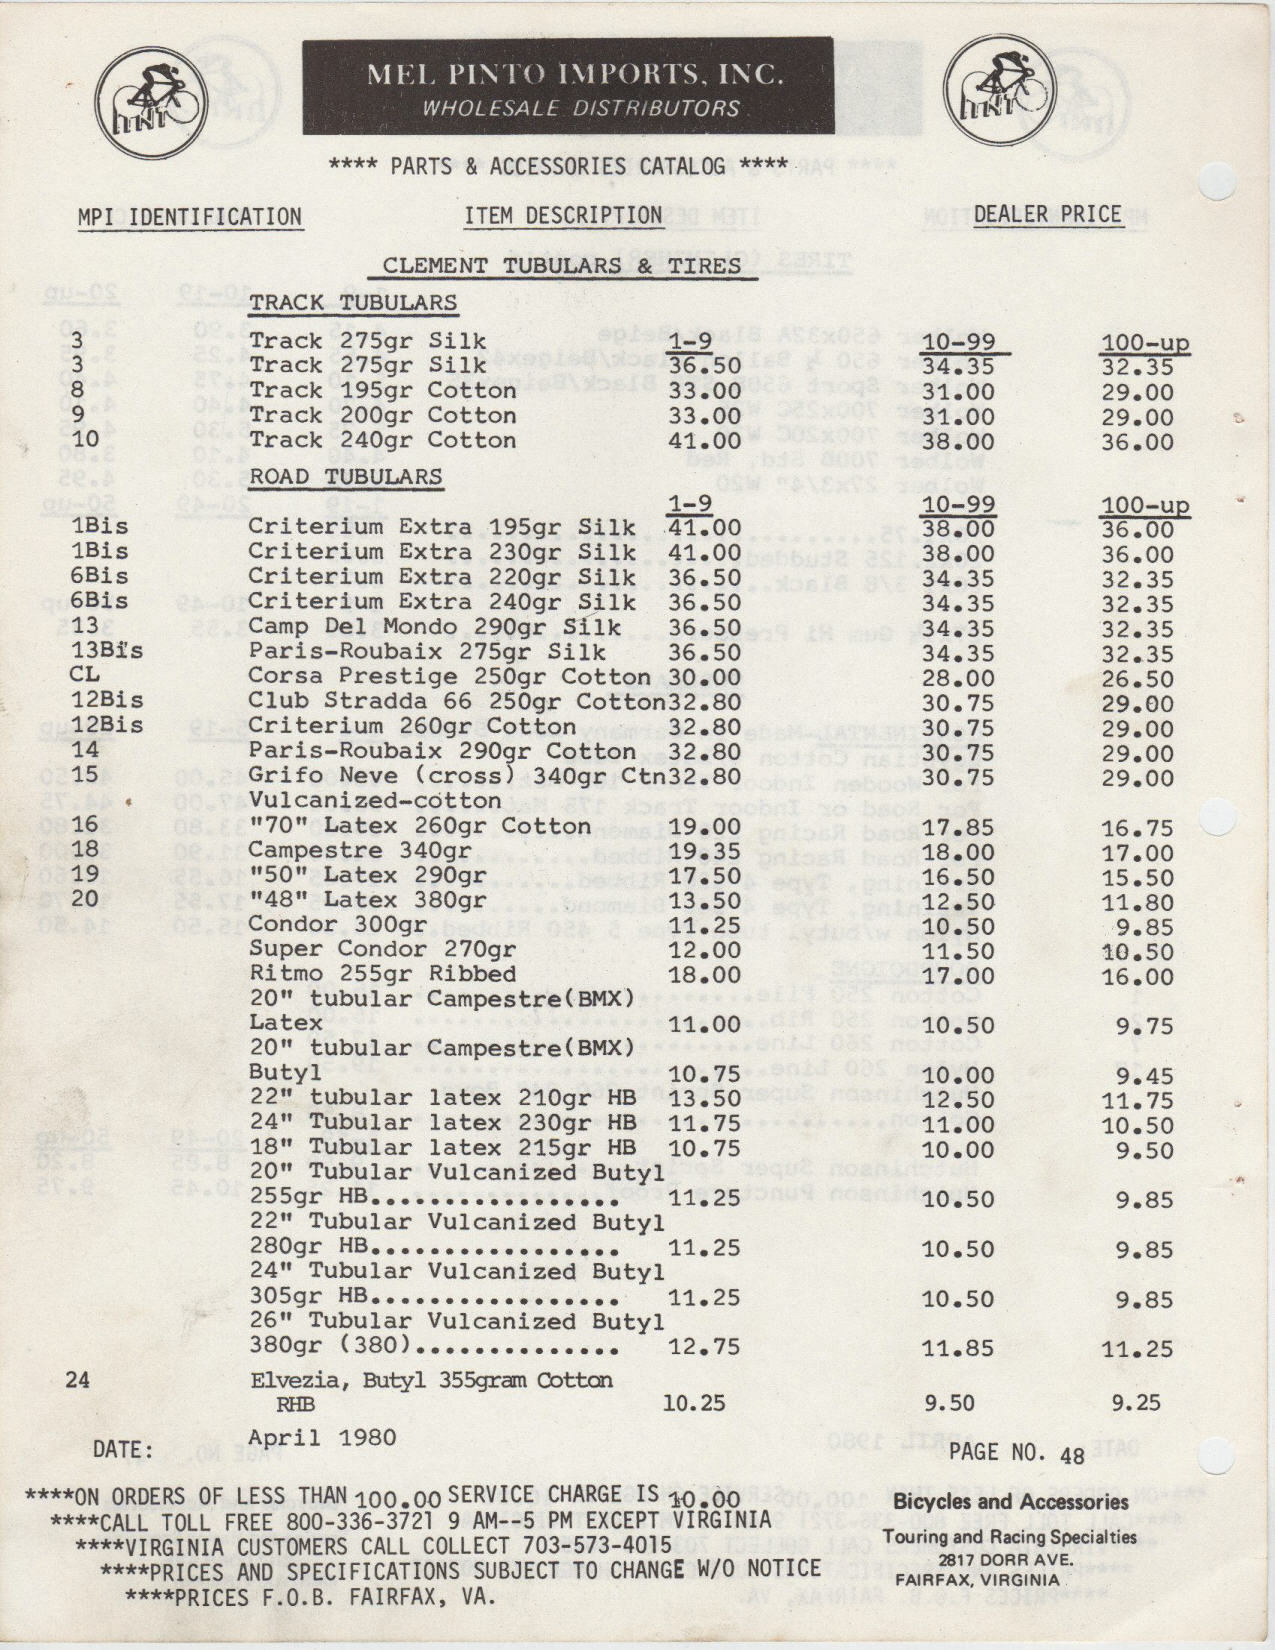 MEL PINTO IMPORTS, INC.
WHOLESALE DISTRIBUTORS
**** PARTS & ACCESSORIES CATALOG ****
MPI IDENTIFICATION ITEM DESCRIPTION DEALER PRICE
CLEMENT TUBULARS & TIRES
TRACK TUBULARS
3 Track 275gr Silk 1-9 10-99 100-up
3 Track 275gr Silk 36.50 34.35 32.35
8 Track 195gr Cotton 33.00 31.00 29.00
9 Track 200gr Cotton 33.00 31.00 29.00
10 Track 240gr Cotton 41.00 38.00 36.00
ROAD TUBULARS
1-9 10-99 100-up
1Bis Criterium Extra 195gr Silk 41.00 38.00 36.00
1Bis Criterium Extra 230gr Silk 41.00 38.00 36.00
6Bis Criterium Extra 220gr Silk 36.50 34.35 32.35
6Bis Criterium Extra 240gr Silk 36.50 34.35 32.35
13 Camp Del Mondo 290gr Silk 36.50 34.35 32.35
13Bis Paris-Roubaix 275gr Silk 36.50 34.35 32.35
CL Corsa Prestige 250gr Cotton 30.00 28.00 26.50
12Bis Club Stradda 66 250gr Cotton32.80 30.75 29.00
12Bis Criterium 260gr Cotton 32.80 30.75 29.00
14 Paris-Roubaix 290gr Cotton 32.80 30.75 29.00
15 Grifo Neve (cross) 340gr Ctn32.80 30.75 29.00
Vulcanized-cotton
16 "70" Latex 260gr Cotton 19.00 17.85 16.75
18 Campestre 340gr 19.35 18.00 17.00
19 "50" Latex 290gr 17.50 16.50 15.50
20 "48" Latex 380gr 13.50 12.50 11.80
Condor 300gr 11.25 10.50 9.85
Super Condor 270gr 12.00 11.50 10.50
Ritmo 255gr Ribbed 18.00 17.00 16.00
20" tubular Campestre(BMX)
Latex 11.00 10.50 9.75
20" tubular Campestre(BMX)
Butyl 10.75 10.00 9.45
22" tubular latex 210gr HB 13.50 12.50 11.75
24" Tubular latex 230gr HB 11.75 11.00 10.50
18" Tubular latex 215gr HB 10.75 10.00 9.50
20" Tubular Vulcanized Butyl
255gr HB................. 11.25 10.50 9.85
22" Tubular Vulcanized Butyl
280gr HB................. 11.25 10.50 9.85
24" Tubular Vulcanized Butyl
305gr HB................. 11.25 10.50 9.85
26" Tubular Vulcanized Butyl
380gr (380).............. 12.75 11.85 11.25
24 Elvezia, Butyl 355gram Cotton
RHB 10.25 9.50 9.25
DATE: April 1980 PAGE NO. 48
****ON ORDERS OF LESS THAN 100.00 SERVICE CHARGE IS 10.00
****CALL TOLL FREE 800-336-3721 9 AM--5 PM EXCEPT VIRGINIA
****VIRGINIA CUSTOMERS CALL COLLECT 703-573-4015
****PRICES AND SPECIFICATIONS SUBJECT TO CHANGE W/O NOTICE
****PRICES F.O.B. FAIRFAX, VA.
Bicycles and Accessories
Touring and Racing Specialties
2817 DORR AVE.
FAIRFAX, VIRGINIA